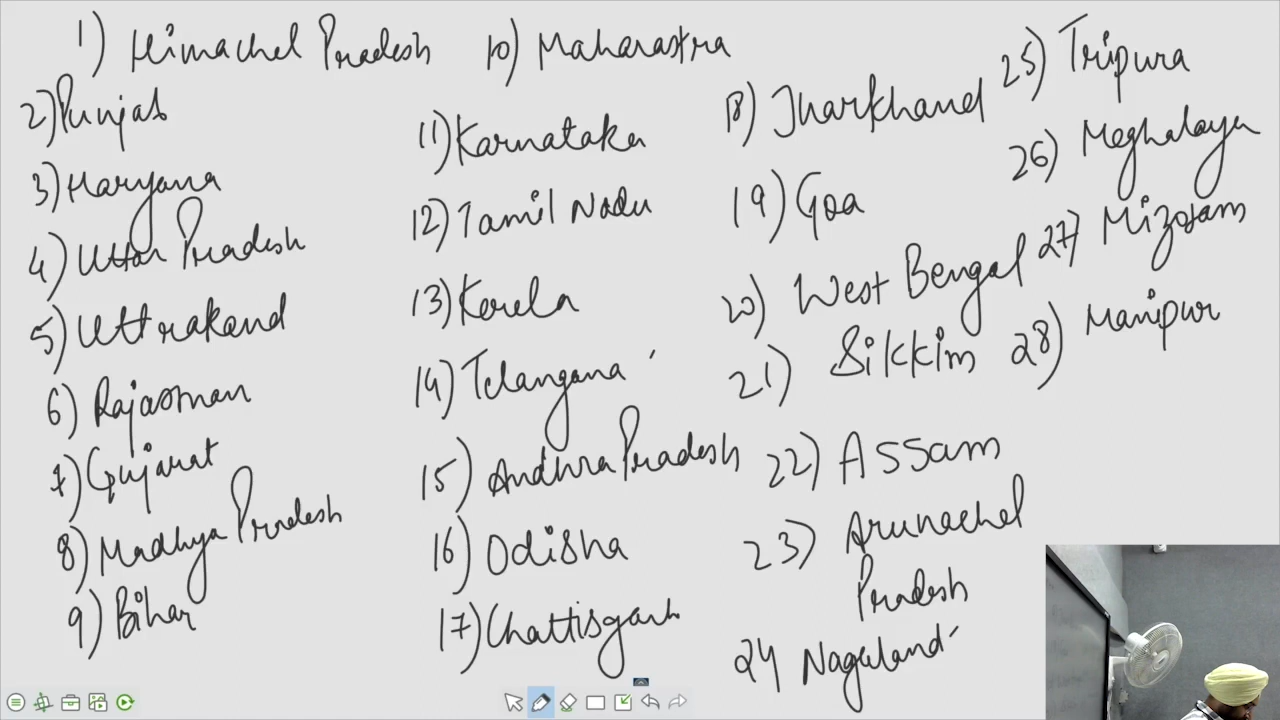 1) Himachel Pradesh
2) Punjab
3) Haryana
4) Uttar Pradesh
5) Uttrakand
6) Rajasthan
7) Gujarat
8) Madhya Pradesh
9) Bihar
10) Maharastra
11) Karnataka
12) Tamil Nadu
13) Kerela
14) Telangana
15) Andhra Pradesh
16) Odisha
17) Chattisgarh
18) Jharkhand
19) Goa
20) West Bengal
21) Sikkim
22) Assam
23) Arunachel
Pradesh
24 Nagaland
25) Tripura
26) Meghalaya
27) Mizoram
28) Manipur